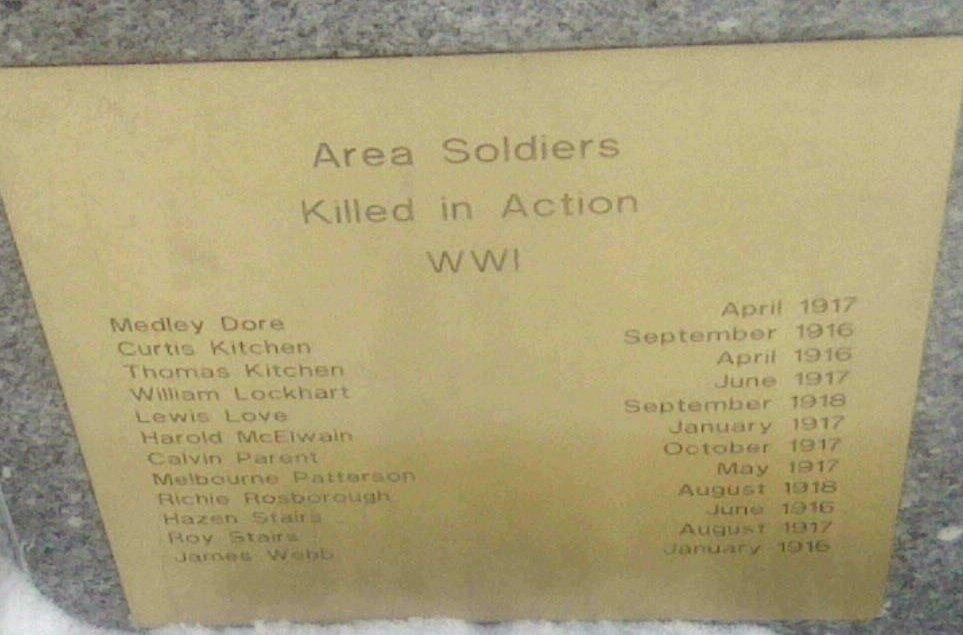 Area Soldiers
Killed in Action
WWI
Medley Dore April 1917
Curtis Kitchen September 1916
Thomas Kitchen April 1916
William Lockhart June 1917
Lewis Love September 1918
Harold McElwain January 1917
Calvin Parent October 1917
Melbourne Patterson May 1917
Richie Rosborough August 1918
Hazen Stairs June 1916
Roy Stairs August 1917
James Webb January 1916